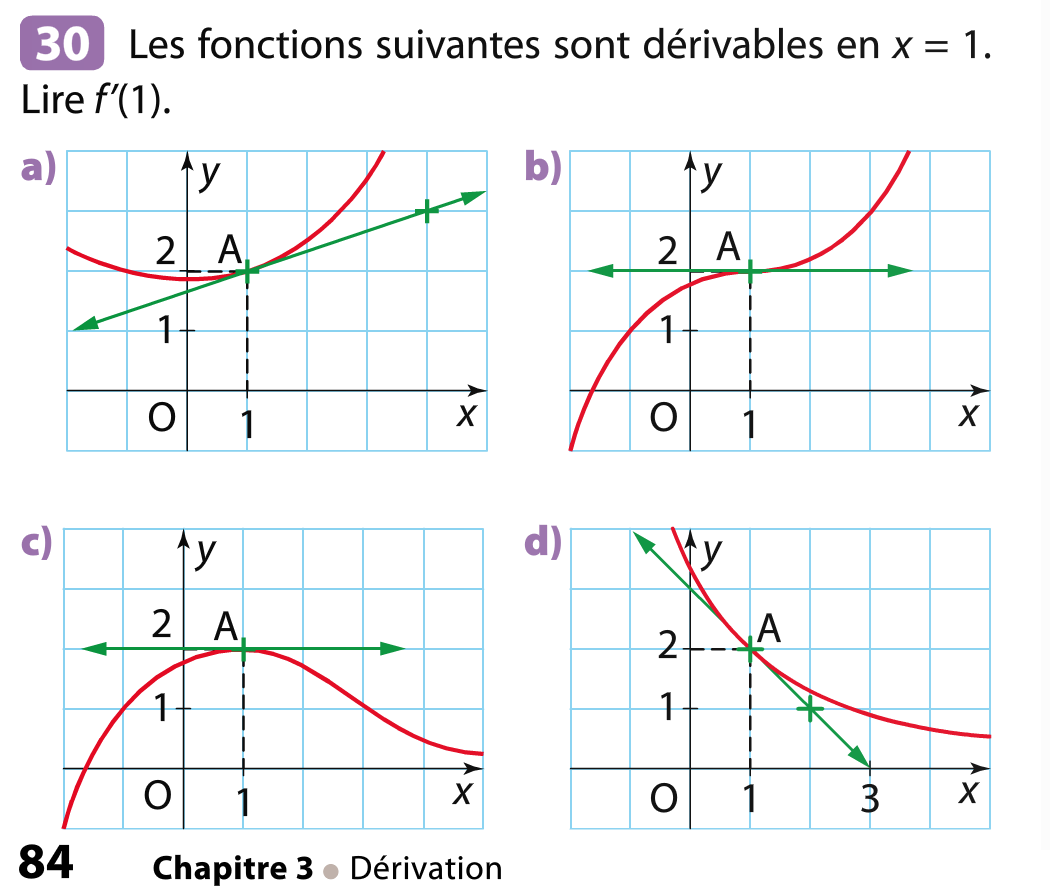 30 Les fonctions suivantes sont dérivables en x = 1.
Lire f′(1).
a) y 2 A 1 O 1 x
b) y 2 A 1 O 1 x
c) y 2 A 1 O 1 x
d) y 2 A 1 O 1 3 x
84 Chapitre 3 ● Dérivation